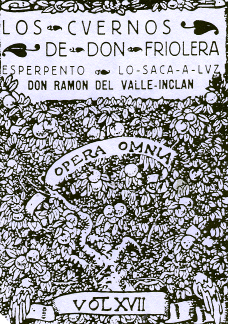 LOS CVERNOS
DE DON FRIOLERA
ESPERPENTO LO-SACA-A-LVZ
DON RAMON DEL VALLE-INCLAN
OPERA OMNIA
VOL XVII